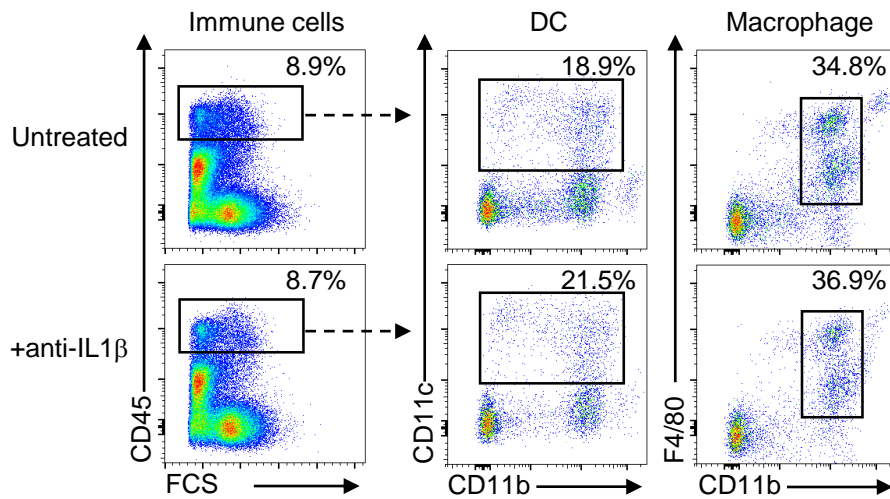 Immune cells
DC
Macrophage
8.9%
18.9%
34.8%
Untreated
8.7%
21.5%
36.9%
+anti-IL1β
CD45
CD11c
F4/80
FCS
CD11b
CD11b